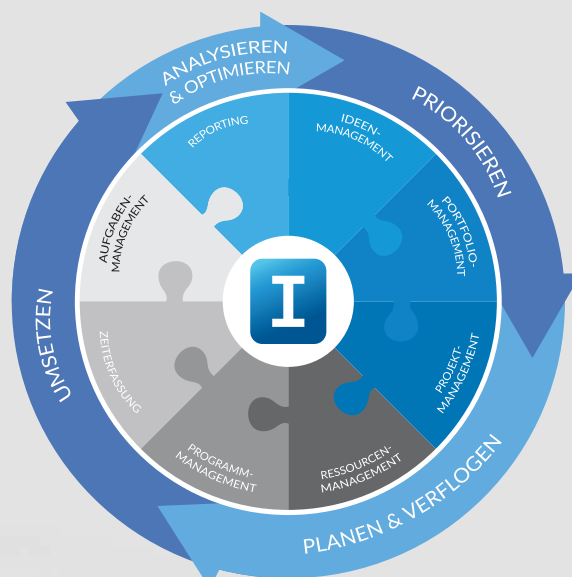 ANALYSIEREN
& OPTIMIEREN
PRIORISIEREN
PLANEN & VERFLOGEN
UMSETZEN
REPORTING
IDEEN-
MANAGEMENT
PORTFOLIO-
MANAGEMENT
PROJEKT-
MANAGEMENT
RESSOURCEN-
MANAGEMENT
PROGRAMM-
MANAGEMENT
ZEITERFASSUNG
AUFGABEN-
MANAGEMENT
I